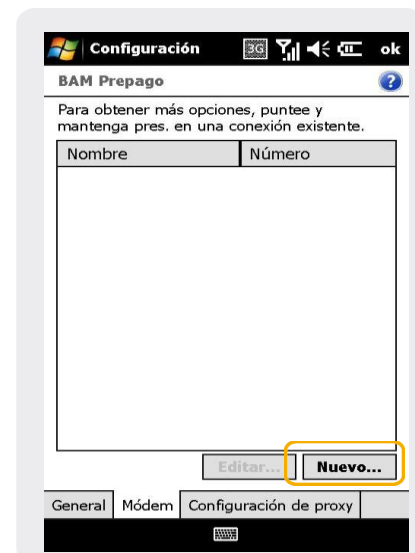 Configuración 3G ok
BAM Prepago ?
Para obtener más opciones, puntee y
mantenga pres. en una conexión existente.
Nombre Número
Editar... Nuevo...
General Módem Configuración de proxy